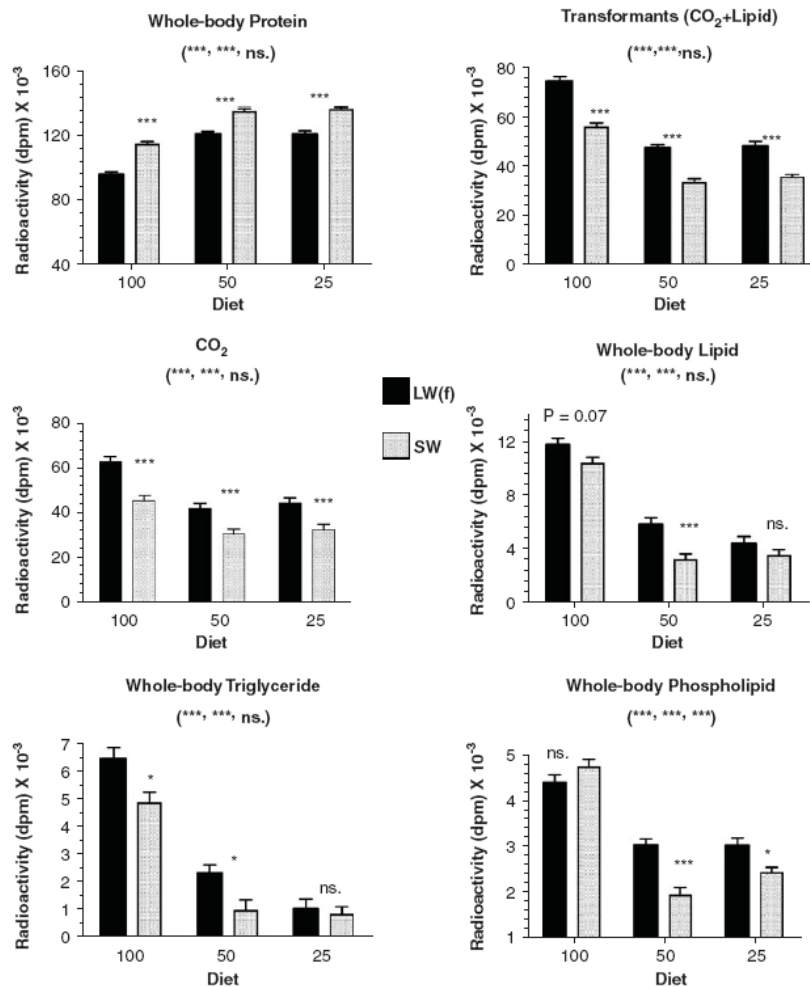 Whole-body Protein
(***, ***, ns.)
Radioactivity (dpm) X 10⁻³
160
120
80
40
***
***
***
100 50 25
Diet
Transformants (CO₂+Lipid)
(***,***,ns.)
Radioactivity (dpm) X 10⁻³
80
60
40
20
0
***
***
***
100 50 25
Diet
CO₂
(***, ***, ns.)
Radioactivity (dpm) X 10⁻³
80
60
40
20
0
***
***
***
100 50 25
Diet
LW(f)
SW
Whole-body Lipid
(***, ***, ns.)
Radioactivity (dpm) X 10⁻³
12
8
4
0
P = 0.07
***
ns.
100 50 25
Diet
Whole-body Triglyceride
(***, ***, ns.)
Radioactivity (dpm) X 10⁻³
7
6
5
4
3
2
1
0
*
*
ns.
100 50 25
Diet
Whole-body Phospholipid
(***, ***, ***)
Radioactivity (dpm) X 10⁻³
5
4
3
2
1
ns.
***
*
100 50 25
Diet